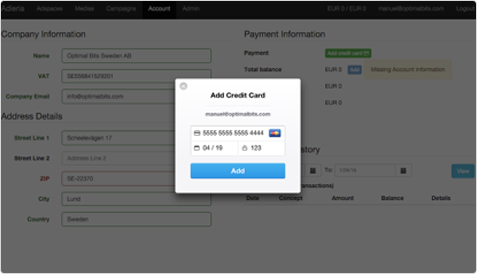 Adleria Adspaces Medias Campaigns Account Admin EUR 0 / EUR 0 manuel@optimalbits.com Logout
Company Information
Payment Information
Name Optimal Bits Sweden AB
Payment Add credit card
VAT
Total balance EUR 0 Add Missing Account Information
Company Email info@optimalbits.com
EUR 0
EUR 0
Address Details
Street Line 1 Scheelevägen 17
Street Line 2 Address Line 2
ZIP SE-22370
City Lund
Country Sweden
Add Credit Card
manuel@optimalbits.com
5555 5555 5555 4444
04 / 19 123
Add
story
To: View
ransactions)
Date Concept Amount Balance Details